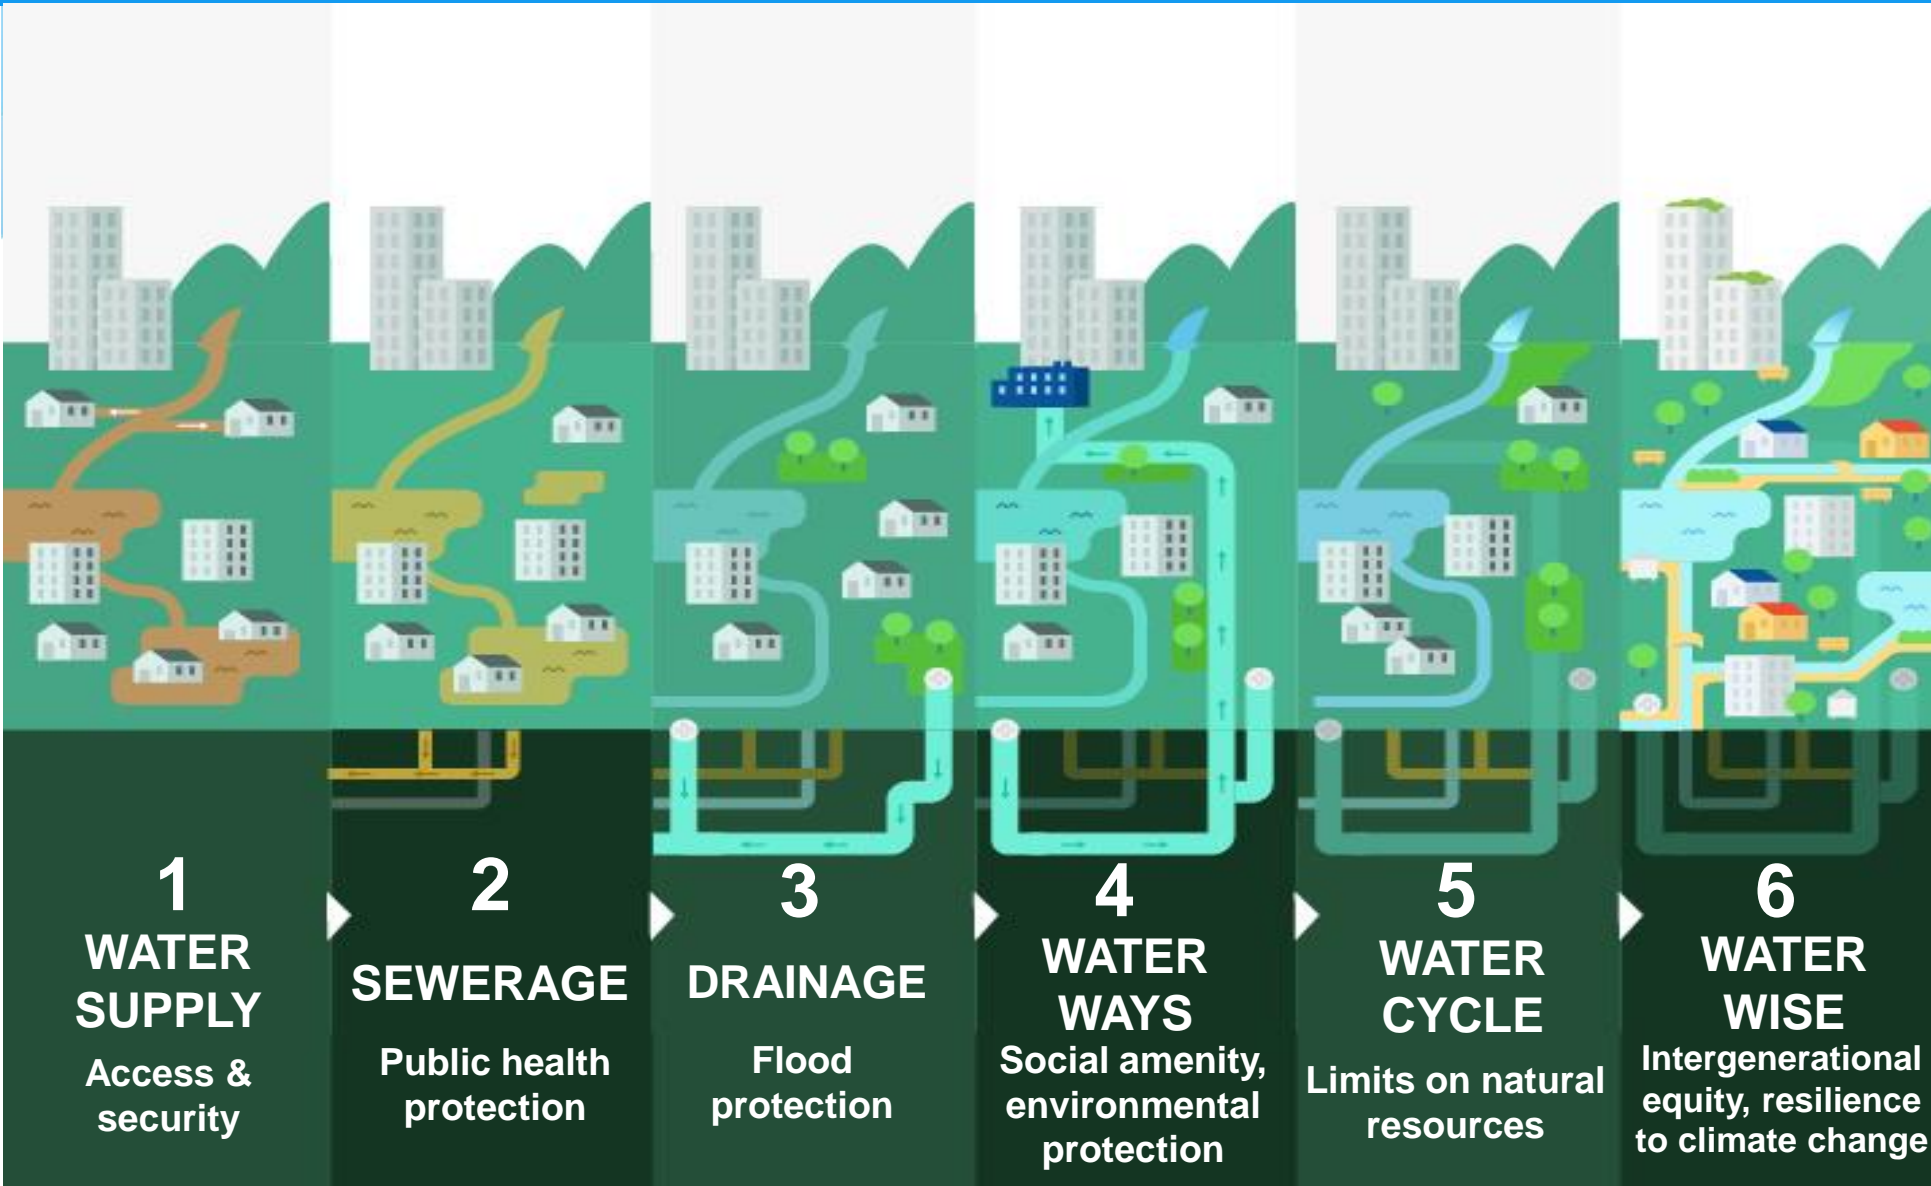 1
WATER
SUPPLY
Access &
security
2
SEWERAGE
Public health
protection
3
DRAINAGE
Flood
protection
4
WATER
WAYS
Social amenity,
environmental
protection
5
WATER
CYCLE
Limits on natural
resources
6
WATER
WISE
Intergenerational
equity, resilience
to climate change